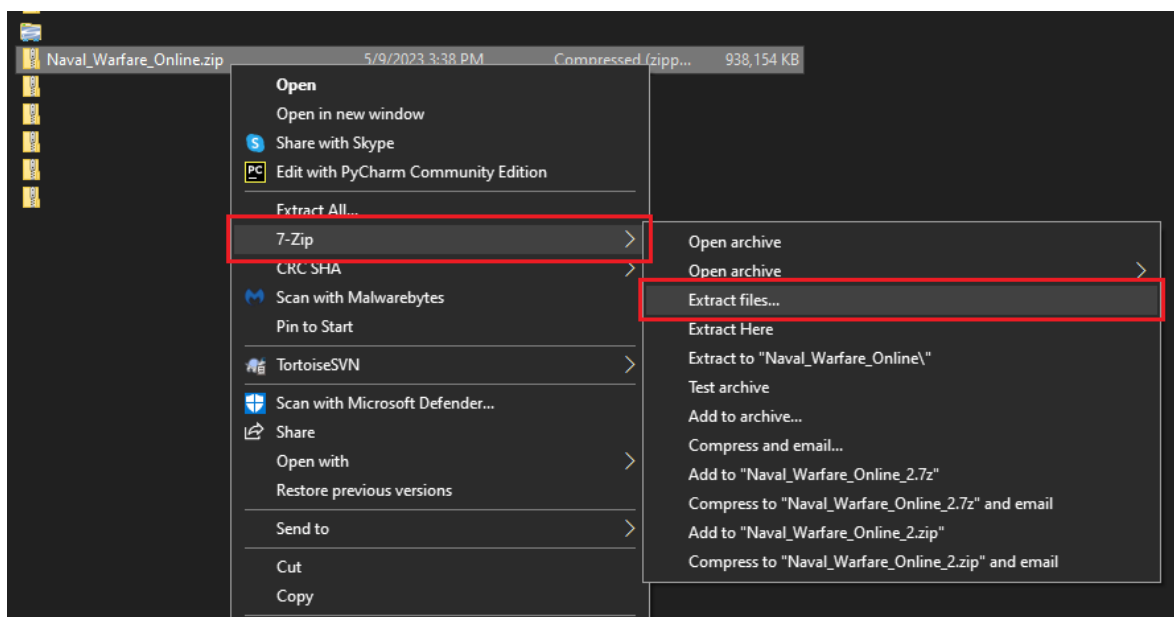 Naval_Warfare_Online.zip 5/9/2023 3:38 PM Compressed (zipp... 938,154 KB
Open
Open in new window
Share with Skype
Edit with PyCharm Community Edition
Extract All...
7-Zip
CRC SHA
Scan with Malwarebytes
Pin to Start
TortoiseSVN
Scan with Microsoft Defender...
Share
Open with
Restore previous versions
Send to
Cut
Copy
Open archive
Open archive
Extract files...
Extract Here
Extract to "Naval_Warfare_Online\"
Test archive
Add to archive...
Compress and email...
Add to "Naval_Warfare_Online_2.7z"
Compress to "Naval_Warfare_Online_2.7z" and email
Add to "Naval_Warfare_Online_2.zip"
Compress to "Naval_Warfare_Online_2.zip" and email